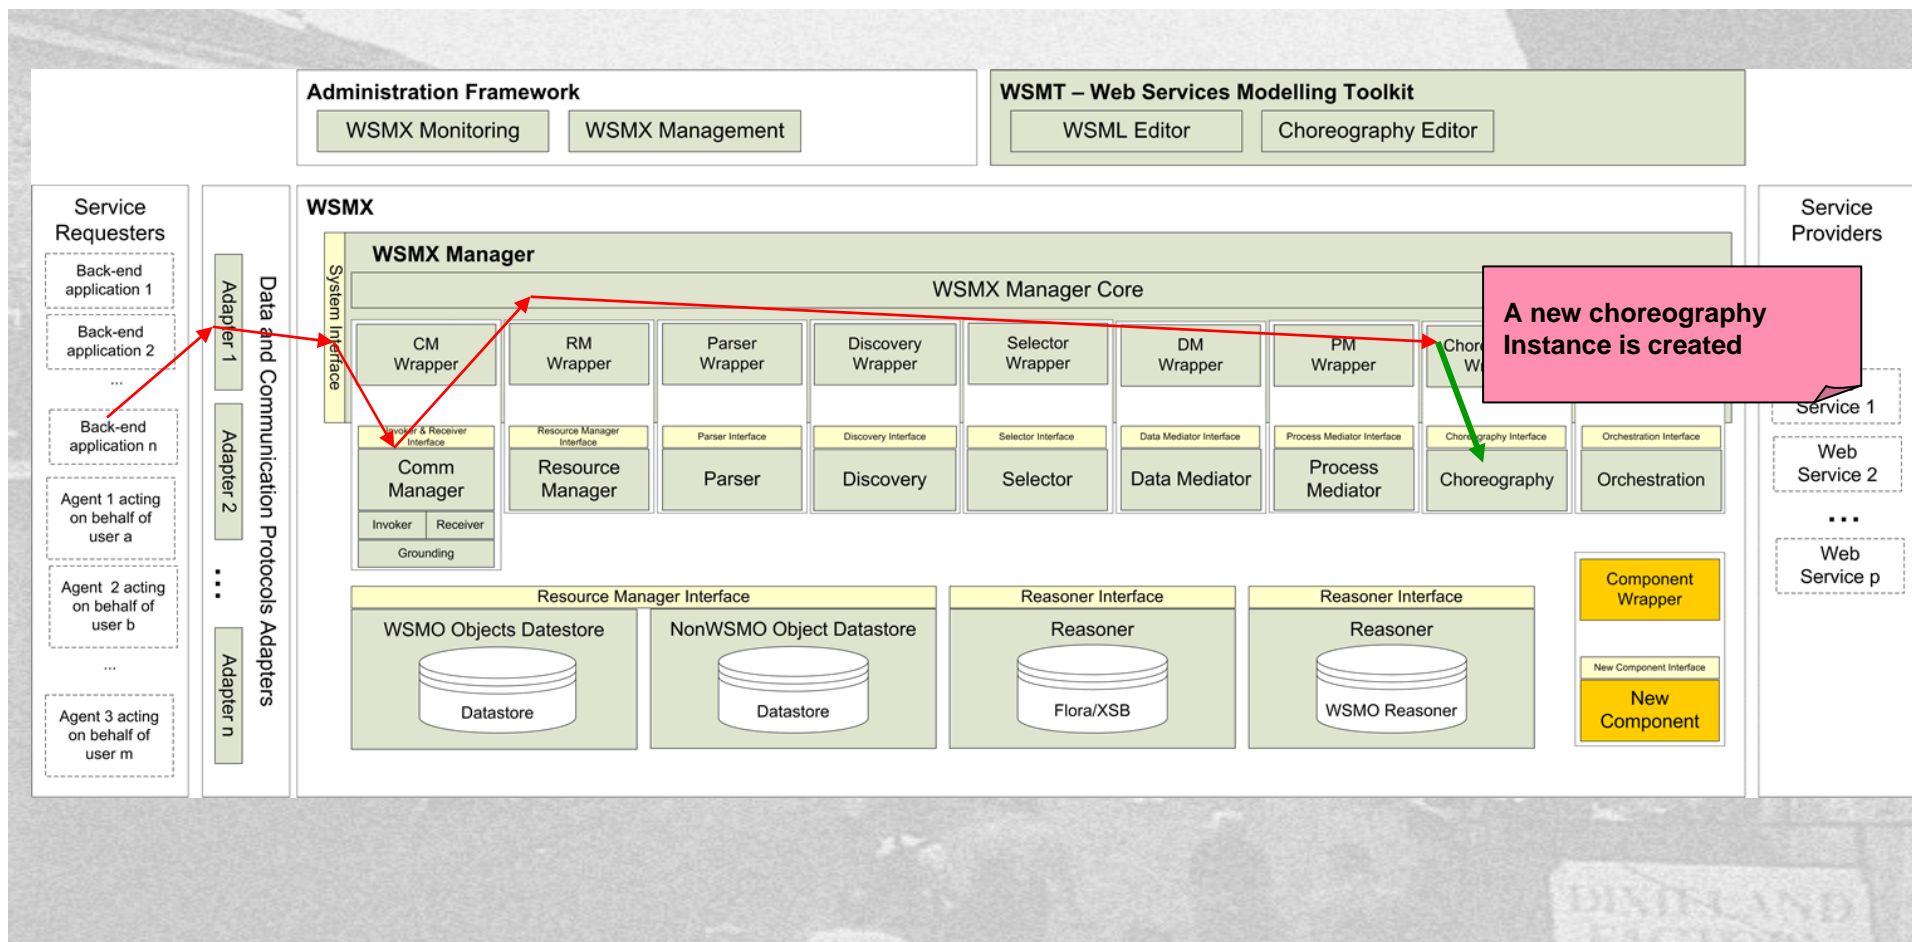 Administration Framework
WSMX Monitoring
WSMX Management
WSMT – Web Services Modelling Toolkit
WSML Editor
Choreography Editor
Service
Requesters
Back-end
application 1
Back-end
application 2
...
Back-end
application n
Agent 1 acting
on behalf of
user a
Agent 2 acting
on behalf of
user b
...
Agent 3 acting
on behalf of
user m
Adapter 1
Adapter 2
...
Adapter n
Data and Communication Protocols Adapters
WSMX
System Interface
WSMX Manager
WSMX Manager Core
CM
Wrapper
RM
Wrapper
Parser
Wrapper
Discovery
Wrapper
Selector
Wrapper
DM
Wrapper
PM
Wrapper
A new choreography
Instance is created
Invoker & Receiver
Interface
Comm
Manager
Invoker
Receiver
Grounding
Resource Manager
Interface
Resource
Manager
Parser Interface
Parser
Discovery Interface
Discovery
Selector Interface
Selector
Data Mediator Interface
Data Mediator
Process Mediator Interface
Process
Mediator
Choreography Interface
Choreography
Orchestration Interface
Orchestration
Resource Manager Interface
WSMO Objects Datestore
Datastore
NonWSMO Object Datastore
Datastore
Reasoner Interface
Reasoner
Flora/XSB
Reasoner Interface
Reasoner
WSMO Reasoner
Component
Wrapper
New Component Interface
New
Component
Service
Providers
Service 1
Web
Service 2
...
Web
Service p
DIXIELAND